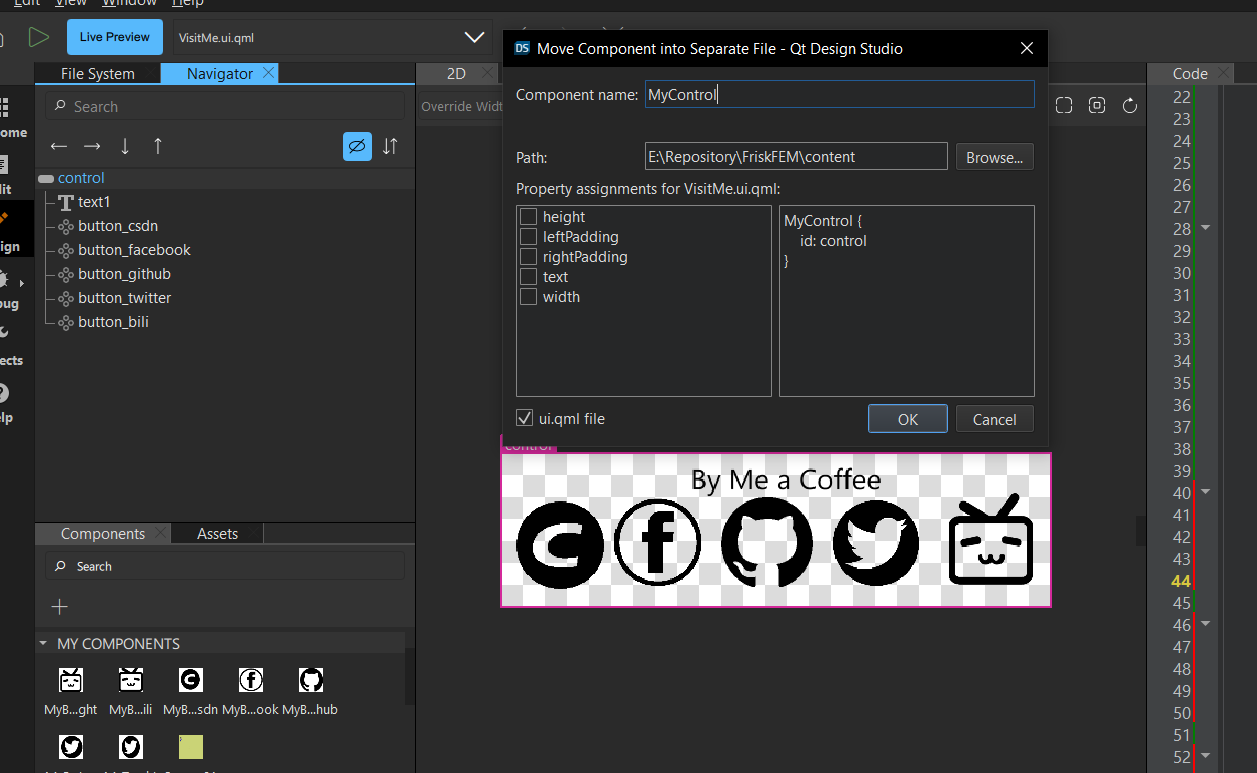 Edit View Window Help
Live Preview
VisitMe.ui.qml
File System
Navigator
2D
Code
Search
Override Widt
ome
lit
ign
bug
ects
lp
control
text1
button_csdn
button_facebook
button_github
button_twitter
button_bili
DS Move Component into Separate File - Qt Design Studio
Component name:
MyControl
Path:
E:\Repository\FriskFEM\content
Browse...
Property assignments for VisitMe.ui.qml:
height
leftPadding
rightPadding
text
width
MyControl {
id: control
}
ui.qml file
OK
Cancel
control
By Me a Coffee
Components
Assets
Search
MY COMPONENTS
MyB...ght
MyB...ili
MyB...sdn
MyB...ook
MyB...hub
22
23
24
25
26
27
28
29
30
31
32
33
34
35
36
37
38
39
40
41
42
43
44
45
46
47
48
49
50
51
52